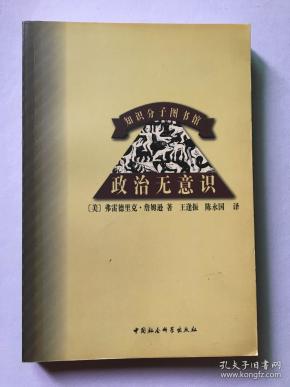 知识分子图书馆
政治无意识
〔美〕弗雷德里克·詹姆逊 著 王逢振 陈永国 译
中国社会科学出版社
孔夫子旧书网